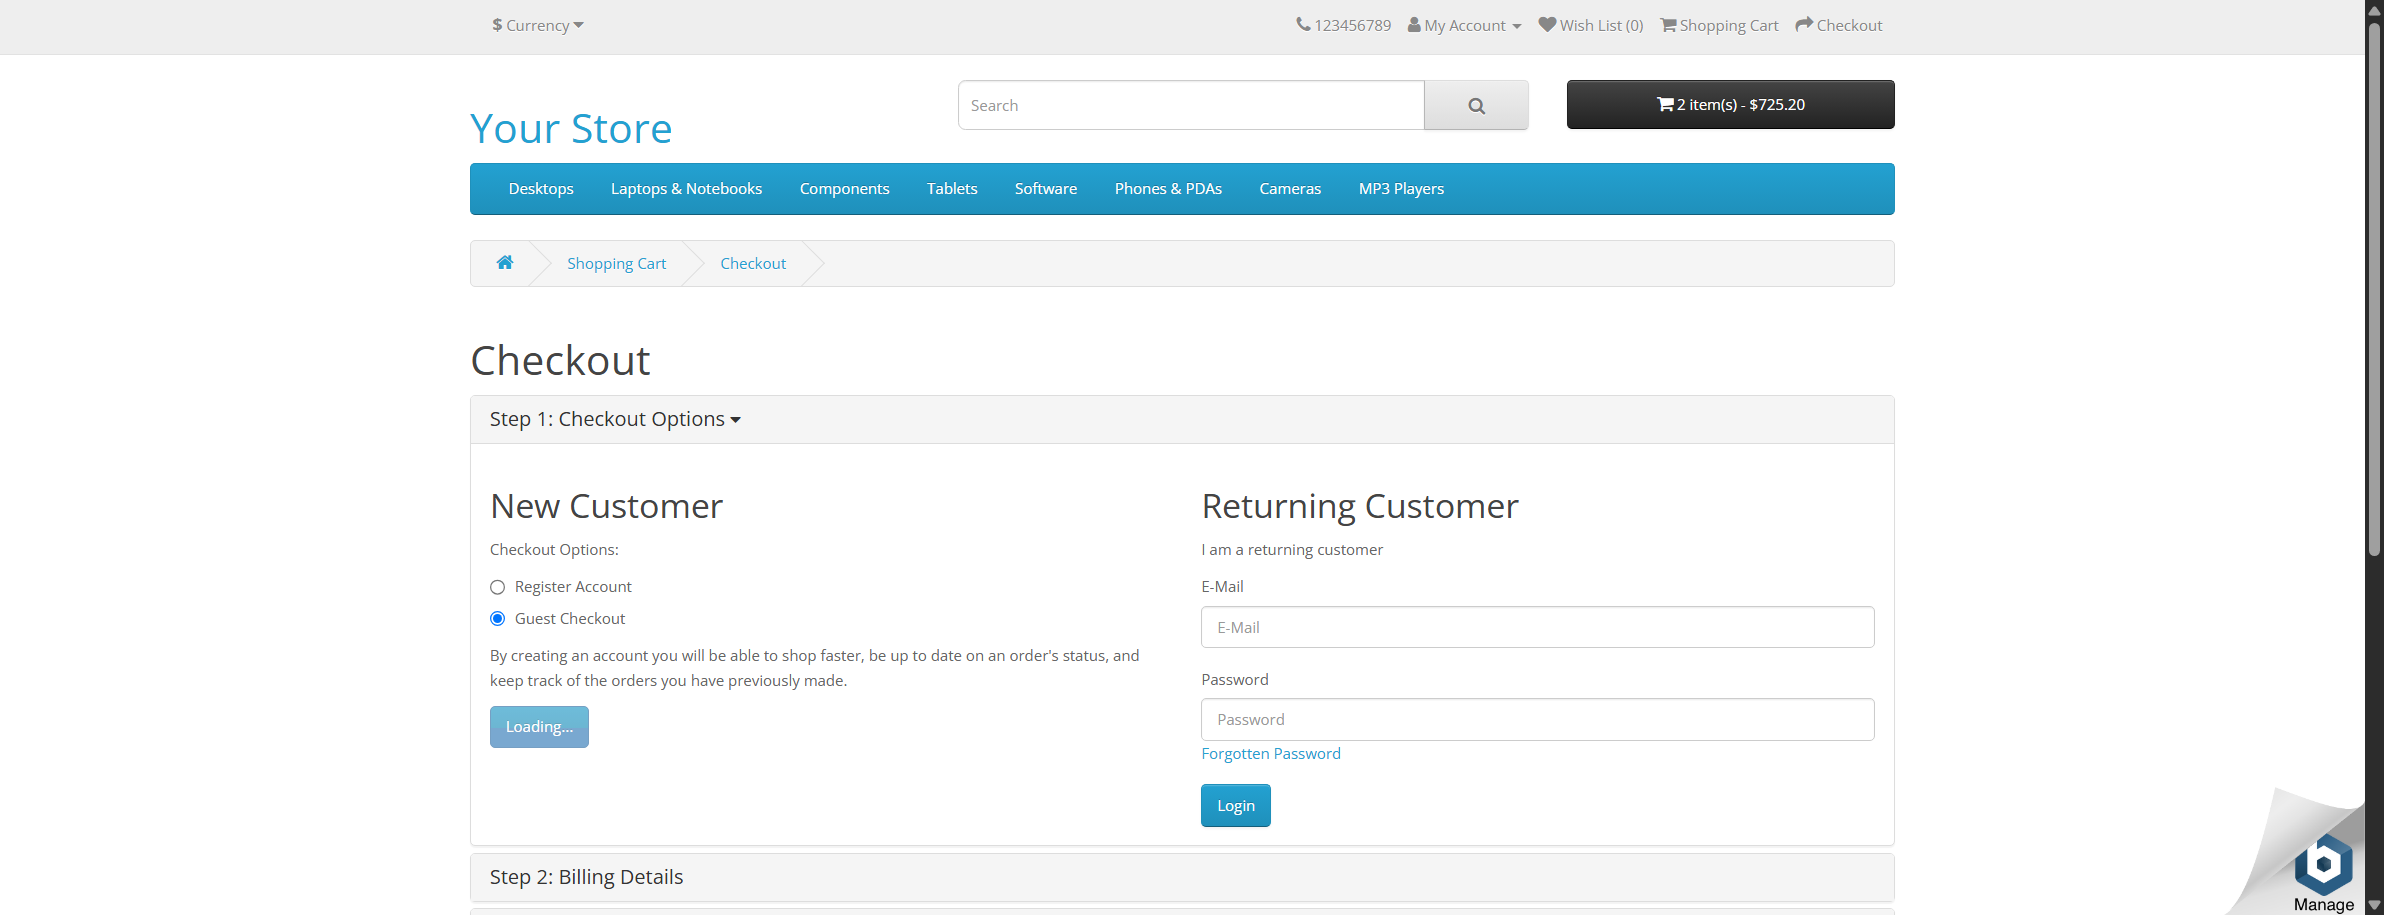 $ Currency
123456789
My Account
Wish List (0)
Shopping Cart
Checkout
Your Store
Search
2 item(s) - $725.20
Desktops
Laptops & Notebooks
Components
Tablets
Software
Phones & PDAs
Cameras
MP3 Players
Shopping Cart
Checkout
Checkout
Step 1: Checkout Options
New Customer
Checkout Options:
Register Account
Guest Checkout
By creating an account you will be able to shop faster, be up to date on an order's status, and
keep track of the orders you have previously made.
Loading...
Returning Customer
I am a returning customer
E-Mail
E-Mail
Password
Password
Forgotten Password
Login
Step 2: Billing Details
Manage